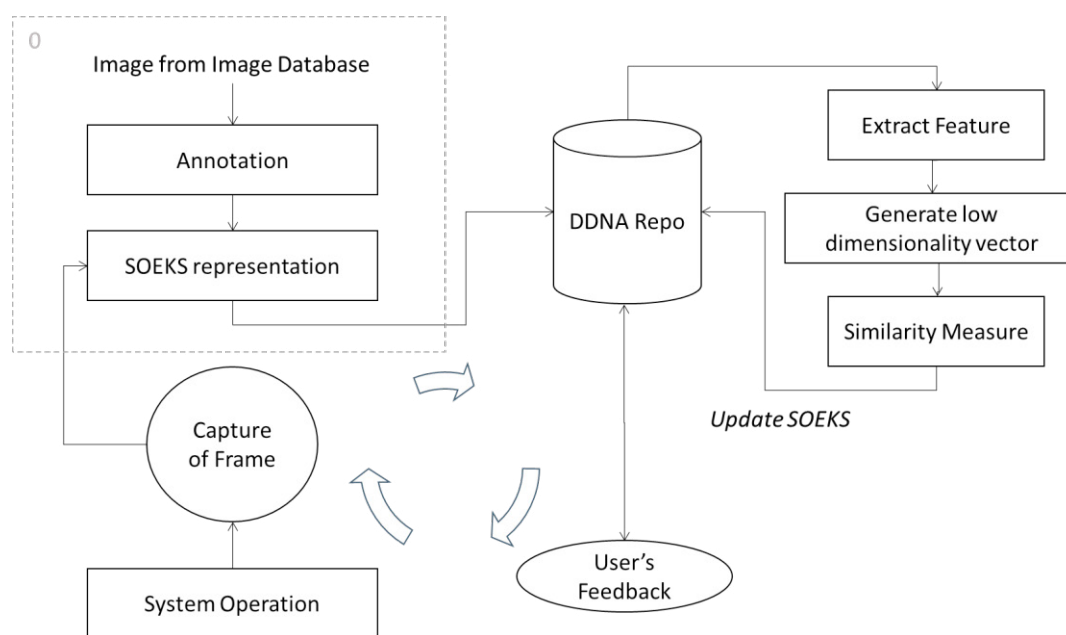 0
Image from Image Database
Annotation
SOEKS representation
Capture
of Frame
System Operation
DDNA Repo
User’s
Feedback
Extract Feature
Generate low
dimensionality vector
Similarity Measure
Update SOEKS